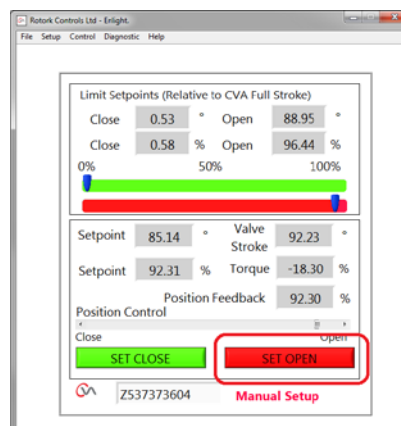 Rotork Controls Ltd - Enlight.
File Setup Control Diagnostic Help
Limit Setpoints (Relative to CVA Full Stroke)
Close 0.53 ° Open 88.95 °
Close 0.58 % Open 96.44 %
0% 50% 100%
Setpoint 85.14 ° Valve Stroke 92.23 °
Setpoint 92.31 % Torque -18.30 %
Position Feedback 92.30 %
Position Control
Close Open
SET CLOSE SET OPEN
Z537373604 Manual Setup